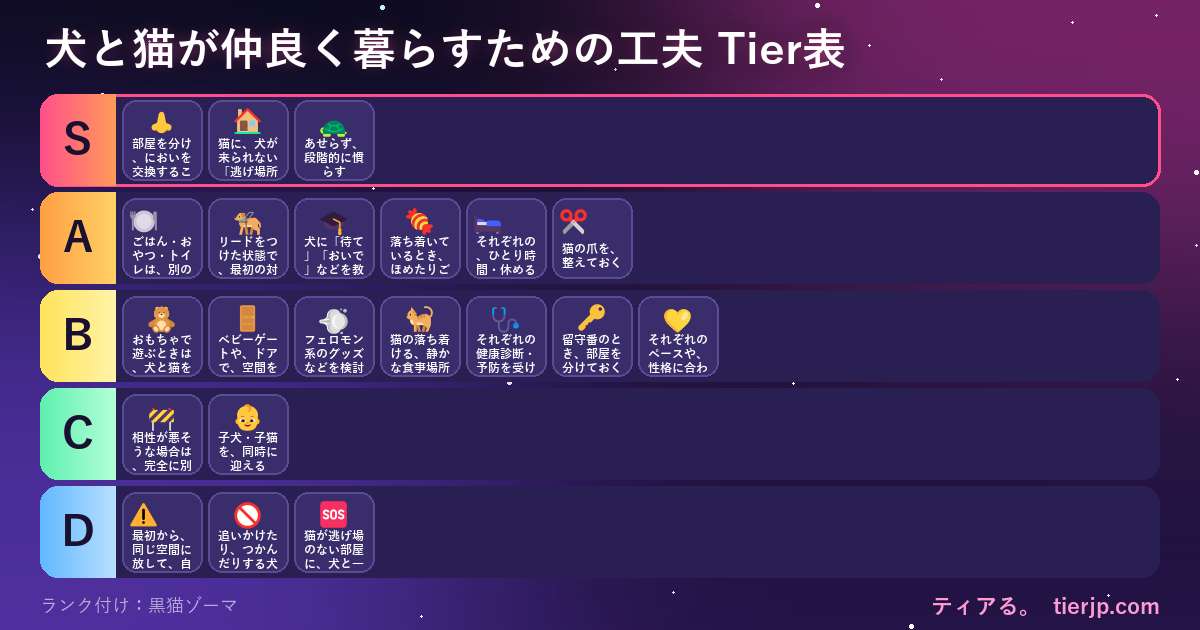 犬と猫が仲良く暮らすための工夫 Tier表
S
部屋を分け
、においを
交換するこ
猫に、犬が
来られない
「逃げ場所
あせらず、
段階的に慣
らす
A
ごはん・お
やつ・トイ
レは、別の
リードをつ
けた状態で
、最初の対
犬に「待て
」「おいで
」などを教
落ち着いて
いるとき、
ほめたりご
それぞれの
、ひとり時
間・休める
猫の爪を、
整えておく
B
おもちゃで
遊ぶときは
、犬と猫を
ベビーゲー
トや、ドア
で、空間を
フェロモン
系のグッズ
などを検討
猫の落ち着
ける、静か
な食事場所
それぞれの
健康診断・
予防を受け
留守番のと
き、部屋を
分けておく
それぞれの
ペースや、
性格に合わ
C
相性が悪そ
うな場合は
、完全に別
子犬・子猫
を、同時に
迎える
D
最初から、
同じ空間に
放して、自
追いかけた
り、つかん
だりする犬
SOS
猫が逃げ場
のない部屋
に、犬と一
ランク付け：黒猫ゾーマ
ティアる。 tierjp.com